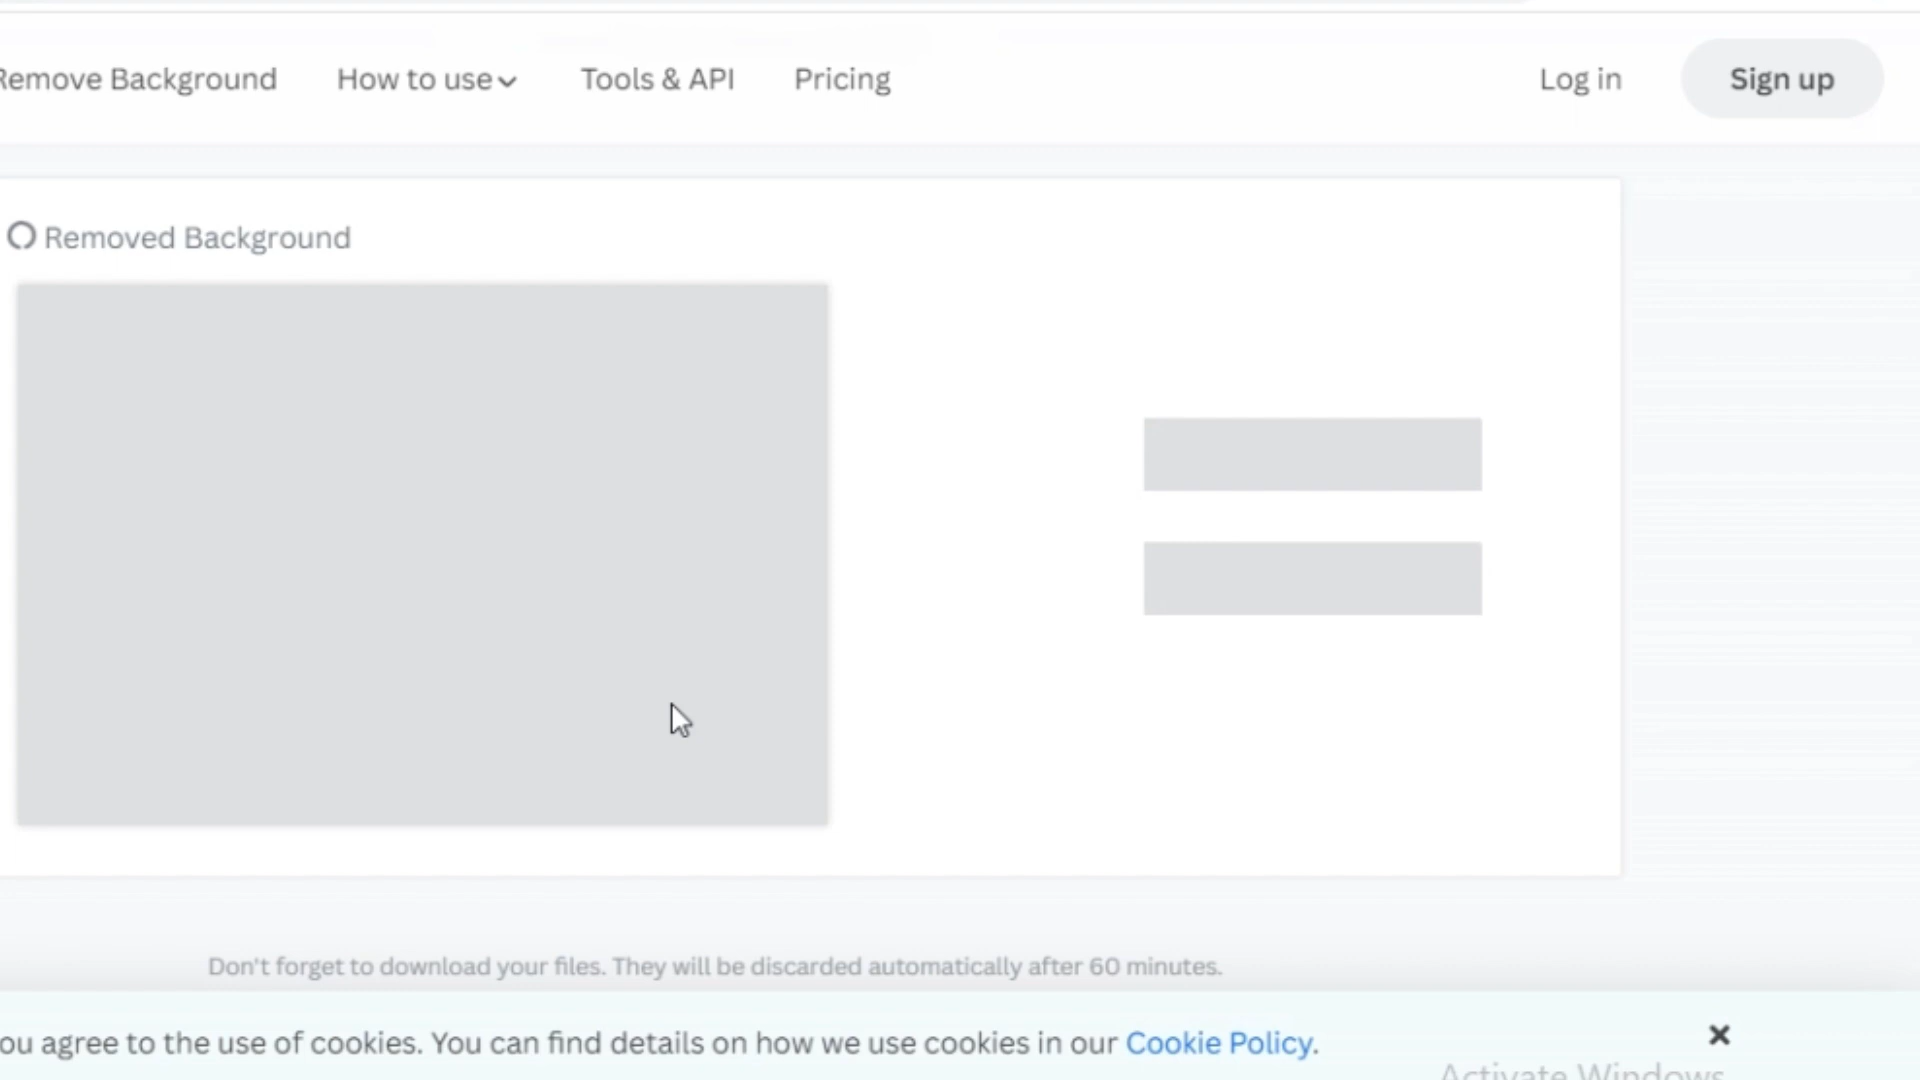 Remove Background How to use Tools & API Pricing Log in Sign up
Removed Background
Don't forget to download your files. They will be discarded automatically after 60 minutes.
ou agree to the use of cookies. You can find details on how we use cookies in our Cookie Policy.
Activate Windows